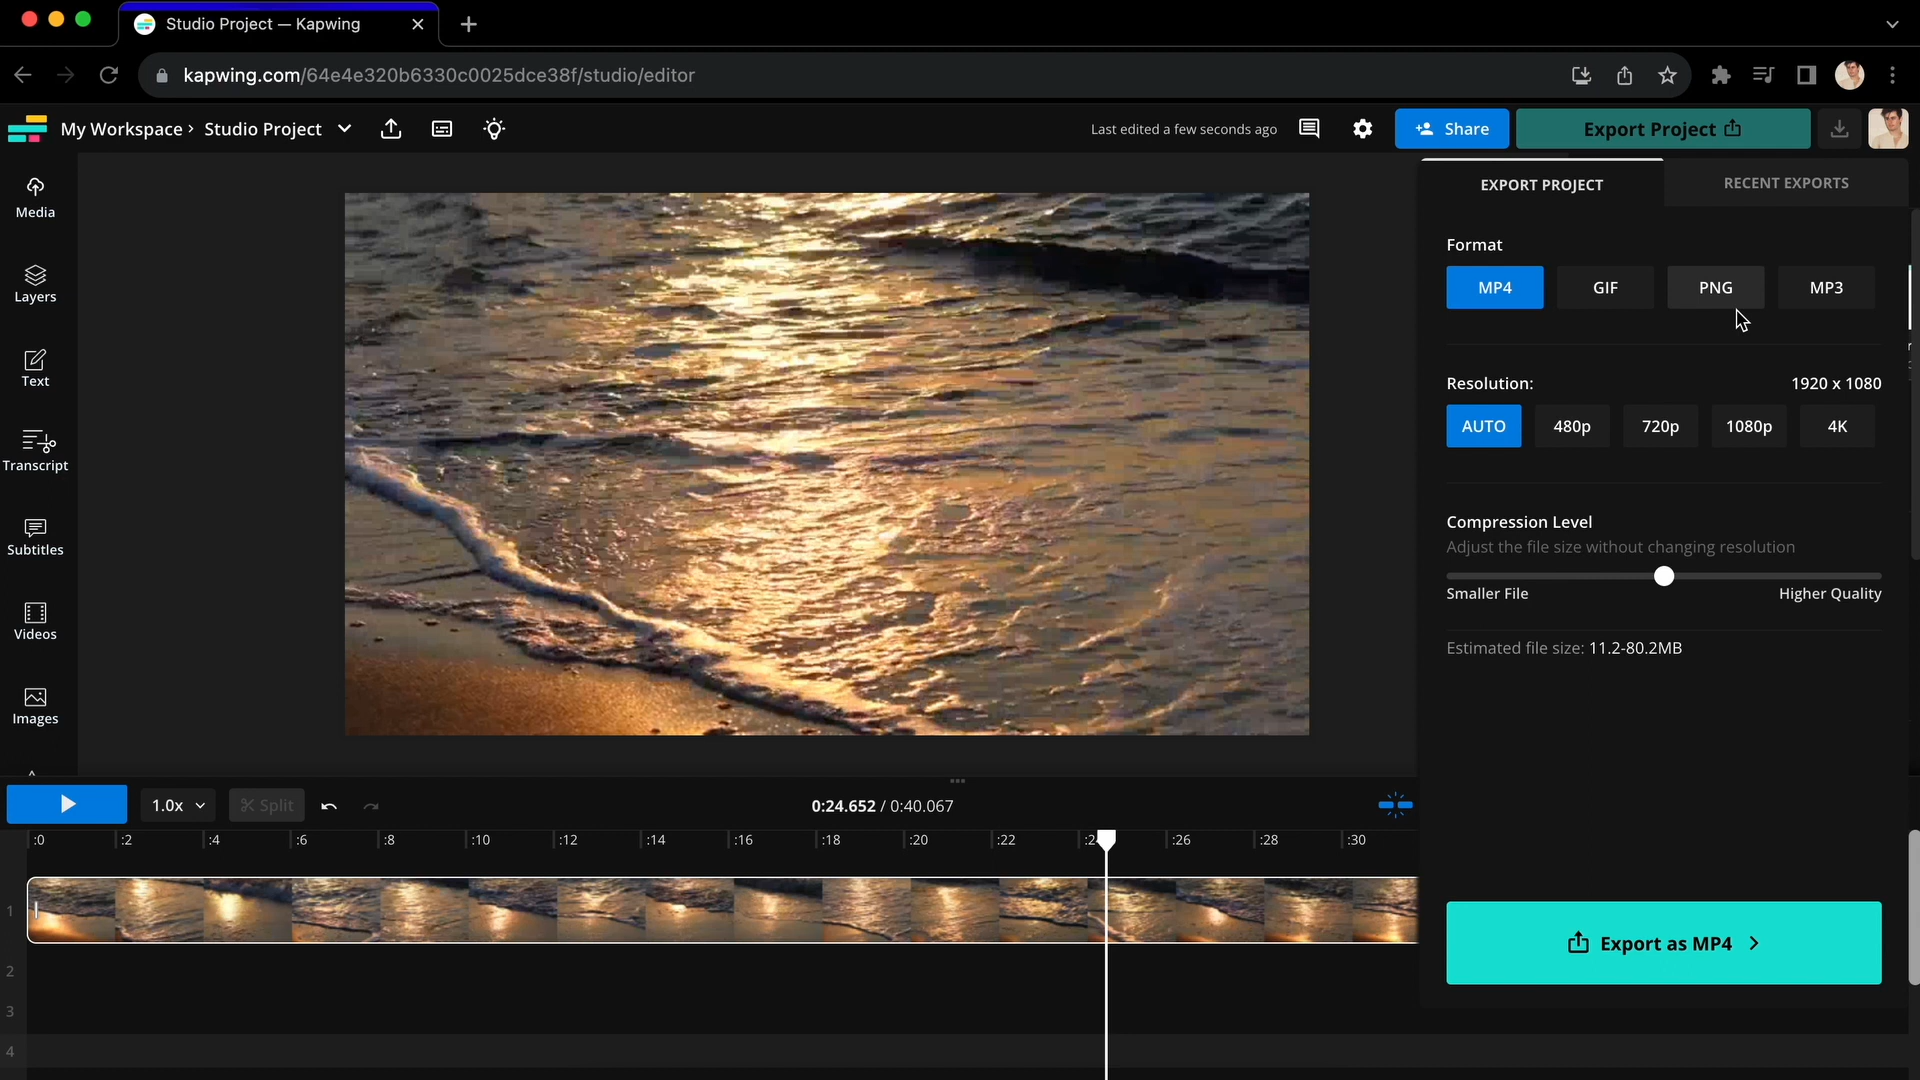 Studio Project — Kapwing
kapwing.com/64e4e320b6330c0025dce38f/studio/editor
My Workspace › Studio Project
Last edited a few seconds ago
Share
Export Project
Media
Layers
Text
Transcript
Subtitles
Videos
Images
EXPORT PROJECT
RECENT EXPORTS
Format
MP4 GIF PNG MP3
Resolution: 1920 x 1080
AUTO 480p 720p 1080p 4K
Compression Level
Adjust the file size without changing resolution
Smaller File Higher Quality
Estimated file size: 11.2-80.2MB
Export as MP4
1.0x Split 0:24.652 / 0:40.067
:0 :2 :4 :6 :8 :10 :12 :14 :16 :18 :20 :22 :26 :28 :30
1
2
3
4